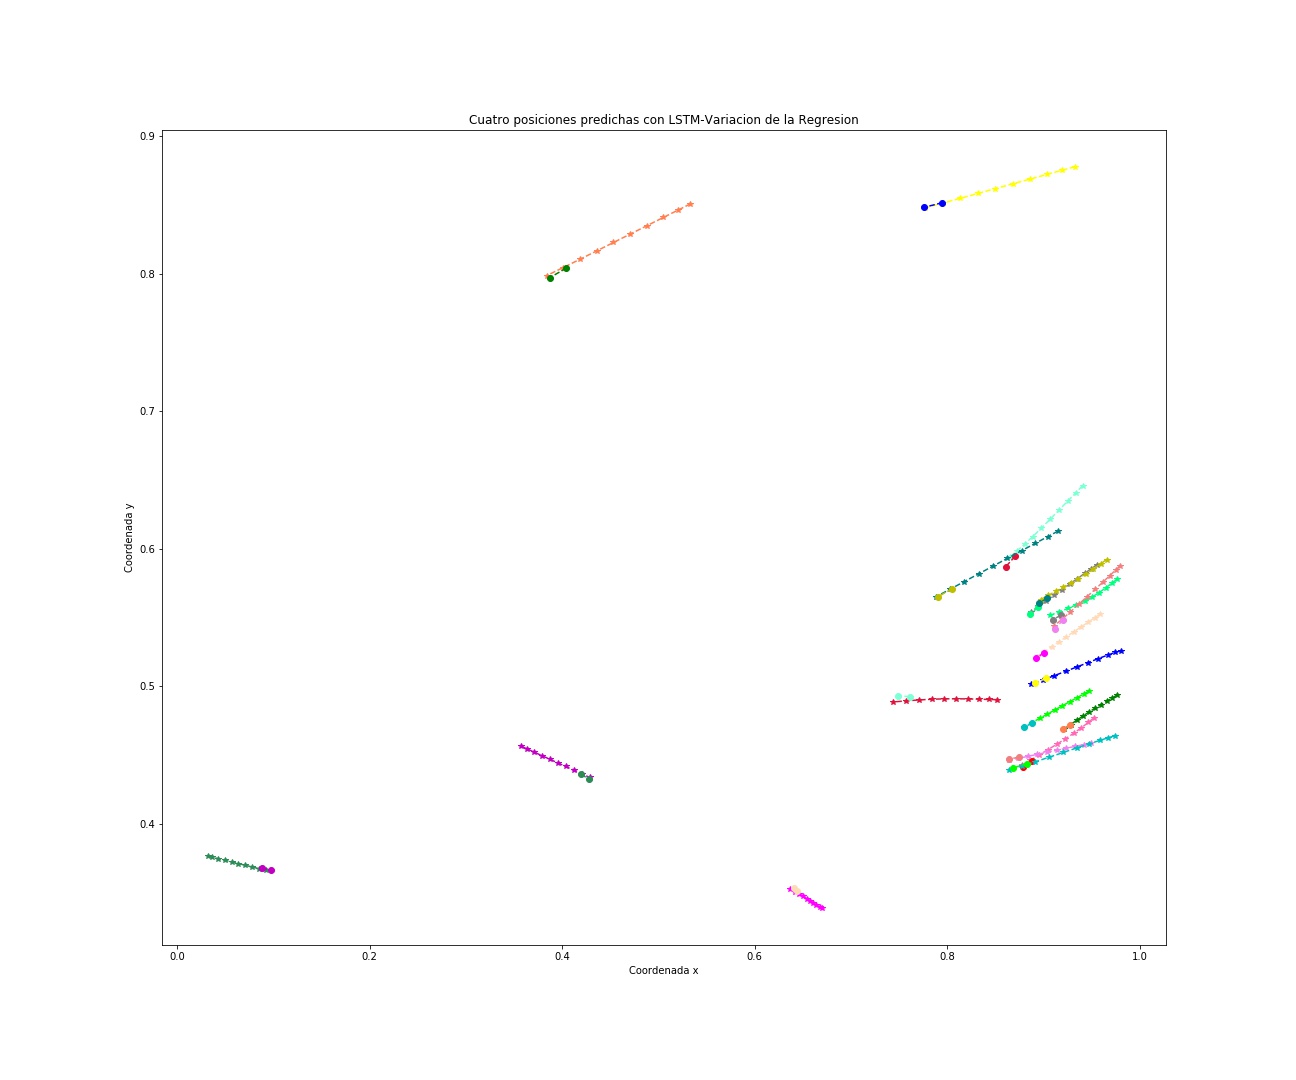 Cuatro posiciones predichas con LSTM-Variacion de la Regresion
0.9
0.8
0.7
0.6
0.5
0.4
Coordenada y
0.0 0.2 0.4 0.6 0.8 1.0
Coordenada x